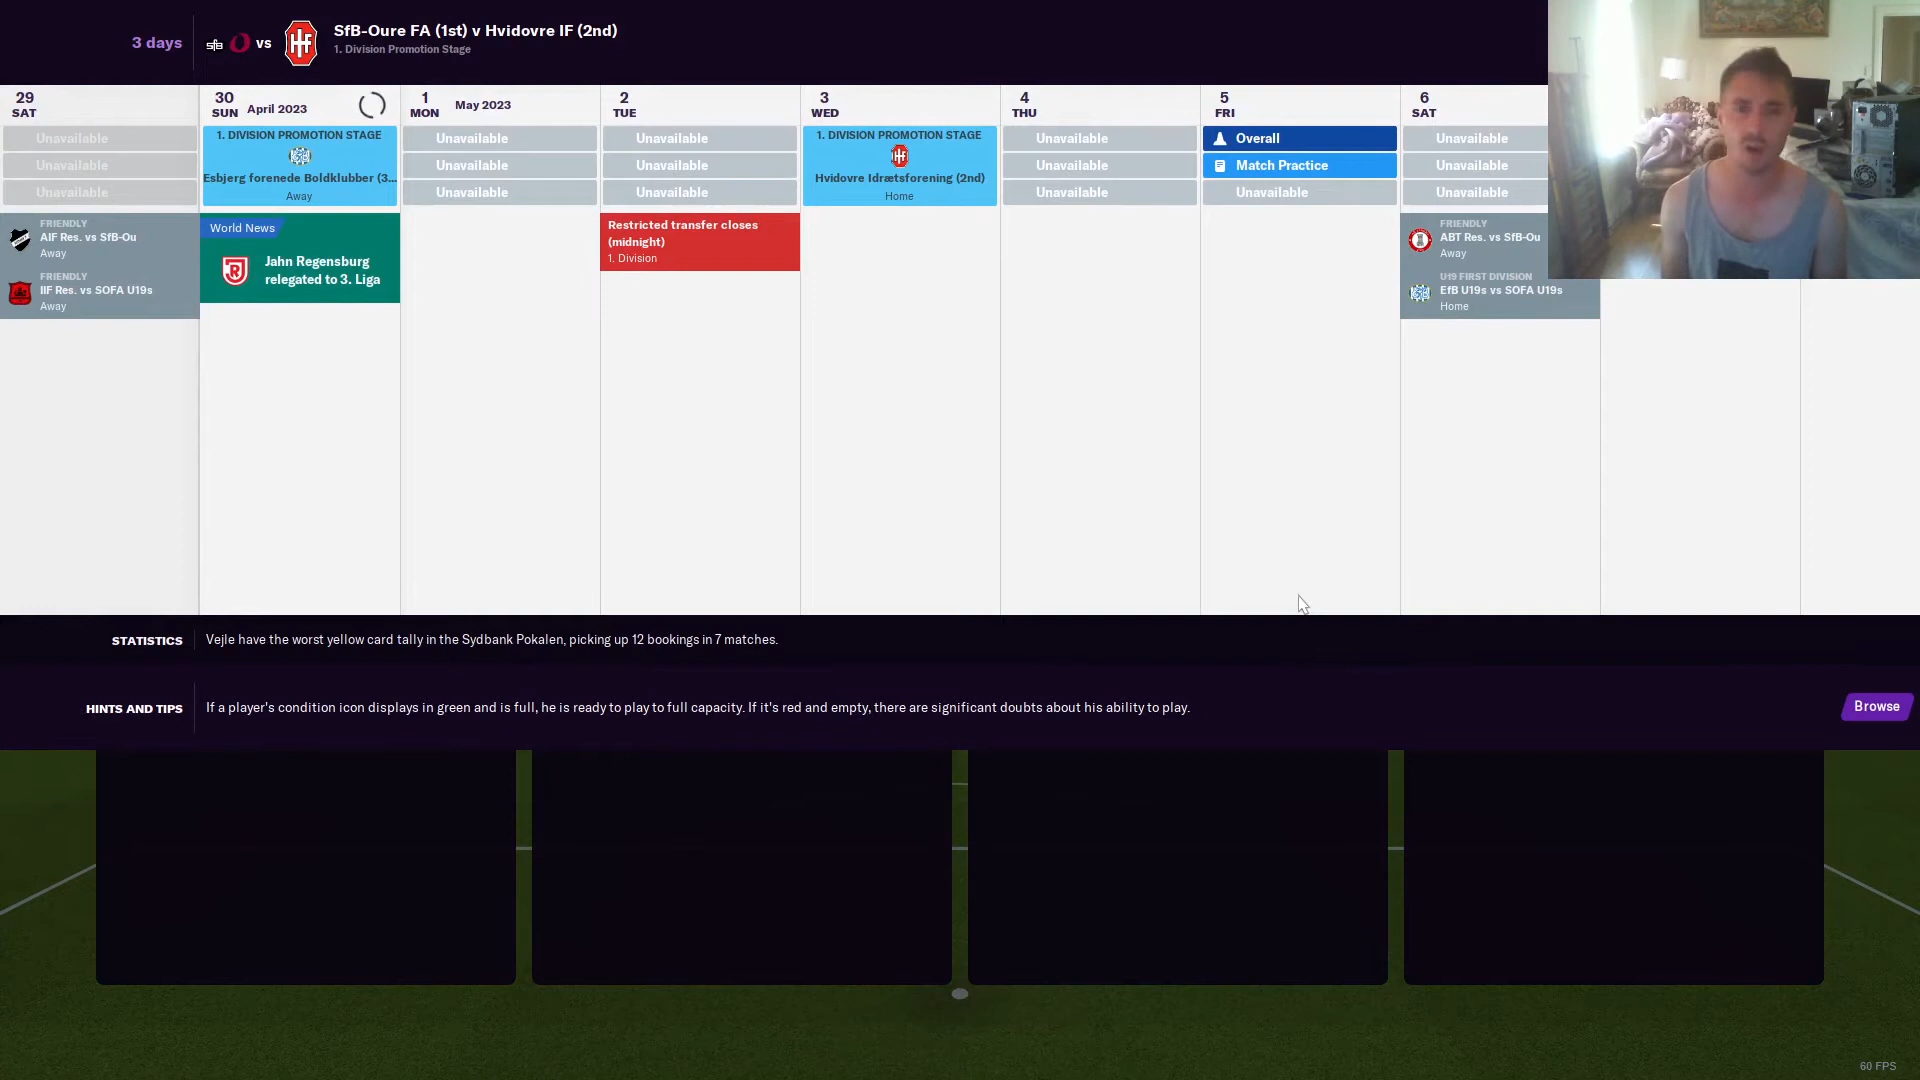 3 days
sfb
vs
SfB-Oure FA (1st) v Hvidovre IF (2nd)
1. Division Promotion Stage
29
SAT
30
SUN
April 2023
1
MON
May 2023
2
TUE
3
WED
4
THU
5
FRI
6
SAT
Unavailable
Unavailable
Unavailable
1. DIVISION PROMOTION STAGE
Esbjerg forenede Boldklubber (3...
Away
Unavailable
Unavailable
Unavailable
Unavailable
Unavailable
Unavailable
1. DIVISION PROMOTION STAGE
Hvidovre Idrætsforening (2nd)
Home
Unavailable
Unavailable
Unavailable
Overall
Match Practice
Unavailable
Unavailable
Unavailable
Unavailable
FRIENDLY
AIF Res. vs SfB-Ou
Away
FRIENDLY
IIF Res. vs SOFA U19s
Away
World News
Jahn Regensburg
relegated to 3. Liga
Restricted transfer closes
(midnight)
1. Division
FRIENDLY
ABT Res. vs SfB-Ou
Away
U19 FIRST DIVISION
EfB U19s vs SOFA U19s
Home
STATISTICS
Vejle have the worst yellow card tally in the Sydbank Pokalen, picking up 12 bookings in 7 matches.
HINTS AND TIPS
If a player's condition icon displays in green and is full, he is ready to play to full capacity. If it's red and empty, there are significant doubts about his ability to play.
Browse
60 FPS